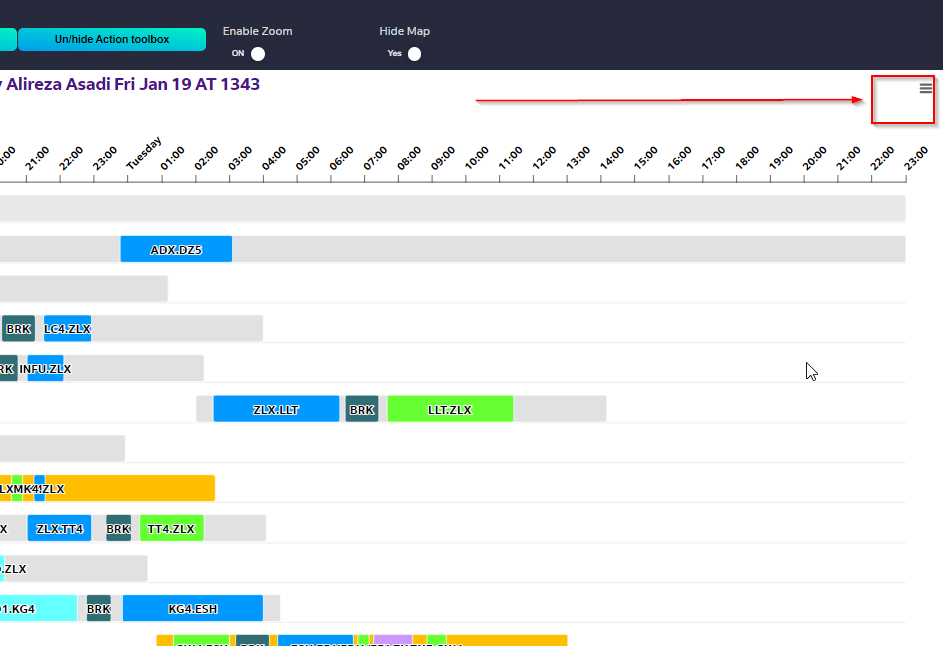 Un/hide Action toolbox
Enable Zoom
ON
Hide Map
Yes
Alireza Asadi Fri Jan 19 AT 1343
21:00 22:00 23:00 Tuesday 01:00 02:00 03:00 04:00 05:00 06:00 07:00 08:00 09:00 10:00 11:00 12:00 13:00 14:00 15:00 16:00 17:00 18:00 19:00 20:00 21:00 22:00 23:00
ADX.DZ5
BRK LC4.ZLX
RK INFU.ZLX
ZLX.LLT BRK LLT.ZLX
X ZLX.TT4 BRK TT4.ZLX
.ZLX
1.KG4 BRK KG4.ESH